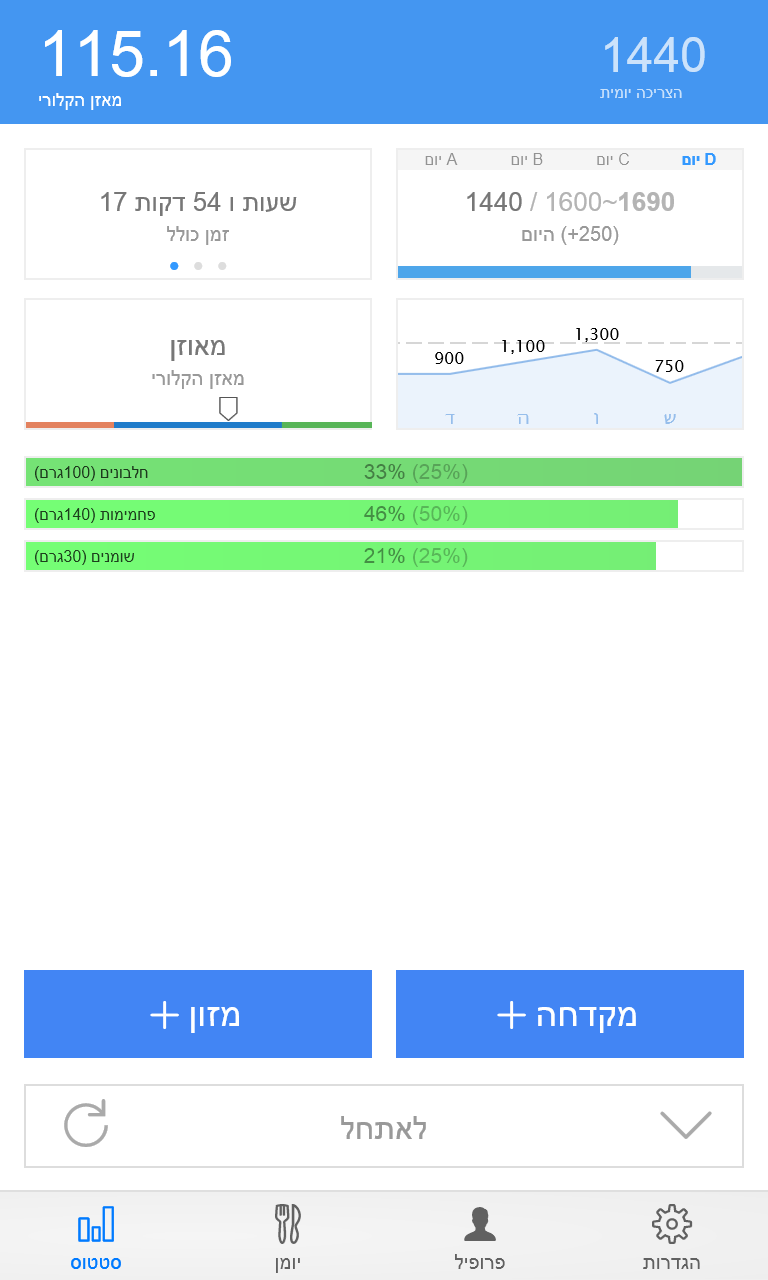 115.16
מאזן הקלורי
1440
הצריכה יומית
שעות ו 54 דקות 17
זמן כולל
יום A
יום B
יום C
יום D
1440 / 1600~1690
היום (+250)
מאוזן
מאזן הקלורי
900
1,100
1,300
750
ד
ה
ו
ש
חלבונים (100גרם)
33% (25%)
פחמימות (140גרם)
46% (50%)
שומנים (30גרם)
21% (25%)
מזון +
מקדחה +
לאתחל
סטטוס
יומן
פרופיל
הגדרות